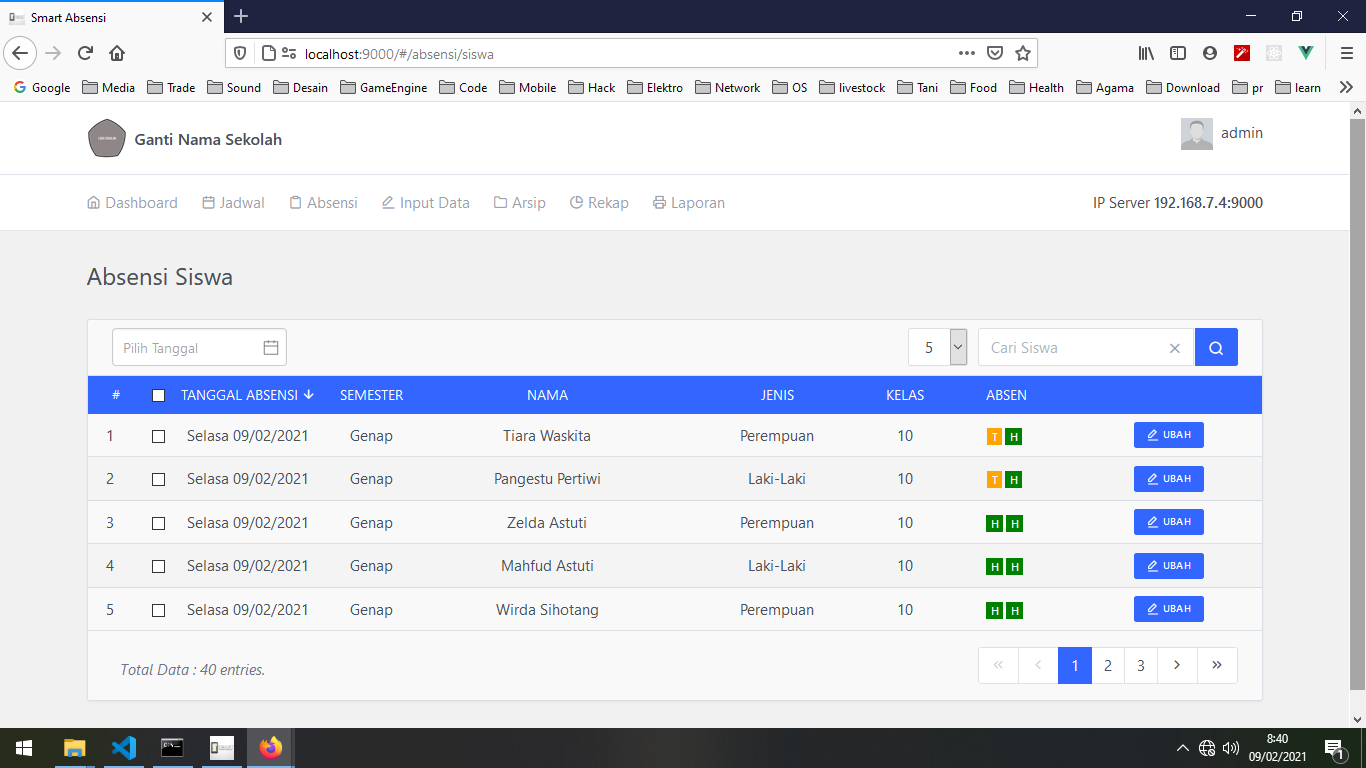 Smart Absensi
localhost:9000/#/absensi/siswa
Google Media Trade Sound Desain GameEngine Code Mobile Hack Elektro Network OS livestock Tani Food Health Agama Download pr learn
Ganti Nama Sekolah
admin
Dashboard Jadwal Absensi Input Data Arsip Rekap Laporan IP Server 192.168.7.4:9000
Absensi Siswa
Pilih Tanggal 5 Cari Siswa
# TANGGAL ABSENSI SEMESTER NAMA JENIS KELAS ABSEN
1 Selasa 09/02/2021 Genap Tiara Waskita Perempuan 10 T H UBAH
2 Selasa 09/02/2021 Genap Pangestu Pertiwi Laki-Laki 10 T H UBAH
3 Selasa 09/02/2021 Genap Zelda Astuti Perempuan 10 H H UBAH
4 Selasa 09/02/2021 Genap Mahfud Astuti Laki-Laki 10 H H UBAH
5 Selasa 09/02/2021 Genap Wirda Sihotang Perempuan 10 H H UBAH
Total Data : 40 entries. « ‹ 1 2 3 › »
8:40
09/02/2021
1